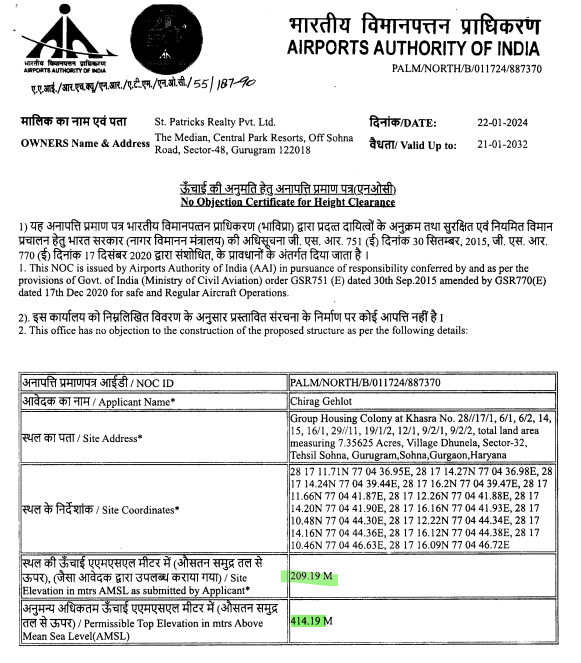 भारतीय विमानपत्तन प्राधिकरण
AIRPORTS AUTHORITY OF INDIA
भारतीय विमानपत्तन प्राधिकरण
AIRPORTS AUTHORITY OF INDIA
PALM/NORTH/B/011724/887370
ए.ए.आई./आर.एच.क्यू./एन.आर./ए.टी.एम./एन.ओ.सी./55/187-90
मालिक का नाम एवं पता St. Patricks Realty Pvt. Ltd. दिनांक/DATE: 22-01-2024
OWNERS Name & Address The Median, Central Park Resorts, Off Sohna Road, Sector-48, Gurugram 122018 वैधता/ Valid Up to: 21-01-2032
ऊँचाई की अनुमति हेतु अनापत्ति प्रमाण पत्र(एनओसी)
No Objection Certificate for Height Clearance
1) यह अनापत्ति प्रमाण पत्र भारतीय विमानपत्तन प्राधिकरण (भाविप्रा) द्वारा प्रदत्त दायित्वों के अनुक्रम तथा सुरक्षित एवं नियमित विमान
प्रचालन हेतु भारत सरकार (नागर विमानन मंत्रालय) की अधिसूचना जी. एस. आर. 751 (ई) दिनांक 30 सितम्बर, 2015, जी. एस. आर.
770 (ई) दिनांक 17 दिसंबर 2020 द्वारा संशोधित, के प्रावधानों के अंतर्गत दिया जाता है ।
1. This NOC is issued by Airports Authority of India (AAI) in pursuance of responsibility conferred by and as per the
provisions of Govt. of India (Ministry of Civil Aviation) order GSR751 (E) dated 30th Sep.2015 amended by GSR770(E)
dated 17th Dec 2020 for safe and Regular Aircraft Operations.
2). इस कार्यालय को निम्नलिखित विवरण के अनुसार प्रस्तावित संरचना के निर्माण पर कोई आपत्ति नहीं है I
2. This office has no objection to the construction of the proposed structure as per the following details:
अनापत्ति प्रमाणपत्र आईडी / NOC ID PALM/NORTH/B/011724/887370
आवेदक का नाम / Applicant Name* Chirag Gehlot
स्थल का पता / Site Address* Group Housing Colony at Khasra No. 28//17/1, 6/1, 6/2, 14,
15, 16/1, 29//11, 19/1/2, 12/1, 9/2/1, 9/2/2, total land area
measuring 7.35625 Acres, Village Dhunela, Sector-32,
Tehsil Sohna, Gurugram,Sohna,Gurgaon,Haryana
स्थल के निर्देशांक / Site Coordinates* 28 17 11.71N 77 04 36.95E, 28 17 14.27N 77 04 36.98E, 28
17 14.24N 77 04 39.44E, 28 17 16.2N 77 04 39.47E, 28 17
11.66N 77 04 41.87E, 28 17 12.26N 77 04 41.88E, 28 17
14.20N 77 04 41.90E, 28 17 16.16N 77 04 41.93E, 28 17
10.48N 77 04 44.30E, 28 17 12.22N 77 04 44.34E, 28 17
14.16N 77 04 44.36E, 28 17 16.12N 77 04 44.38E, 28 17
10.46N 77 04 46.63E, 28 17 16.09N 77 04 46.72E
स्थल की ऊँचाई एएमएसएल मीटर में (औसतन समुद्र तल से
ऊपर), (जैसा आवेदक द्वारा उपलब्ध कराया गया) / Site
Elevation in mtrs AMSL as submitted by Applicant*
209.19 M
अनुमन्य अधिकतम ऊँचाई एएमएसएल मीटर में (औसतन समुद्र
तल से ऊपर) / Permissible Top Elevation in mtrs Above
Mean Sea Level(AMSL)
414.19 M